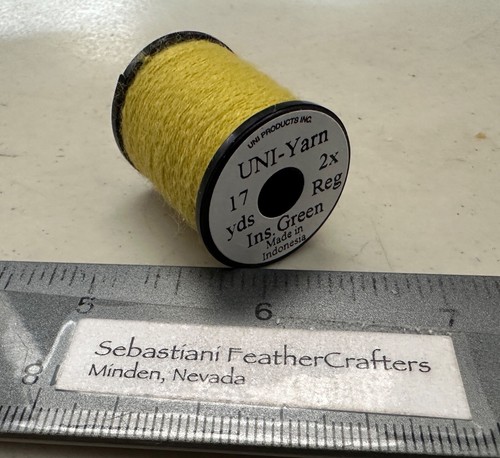 UNI PRODUCTS INC.
UNI-Yarn
17 2x
yds Reg
Ins. Green
Made in
Indonesia
5 6 7
Sebastiani FeatherCrafters
Minden, Nevada
8